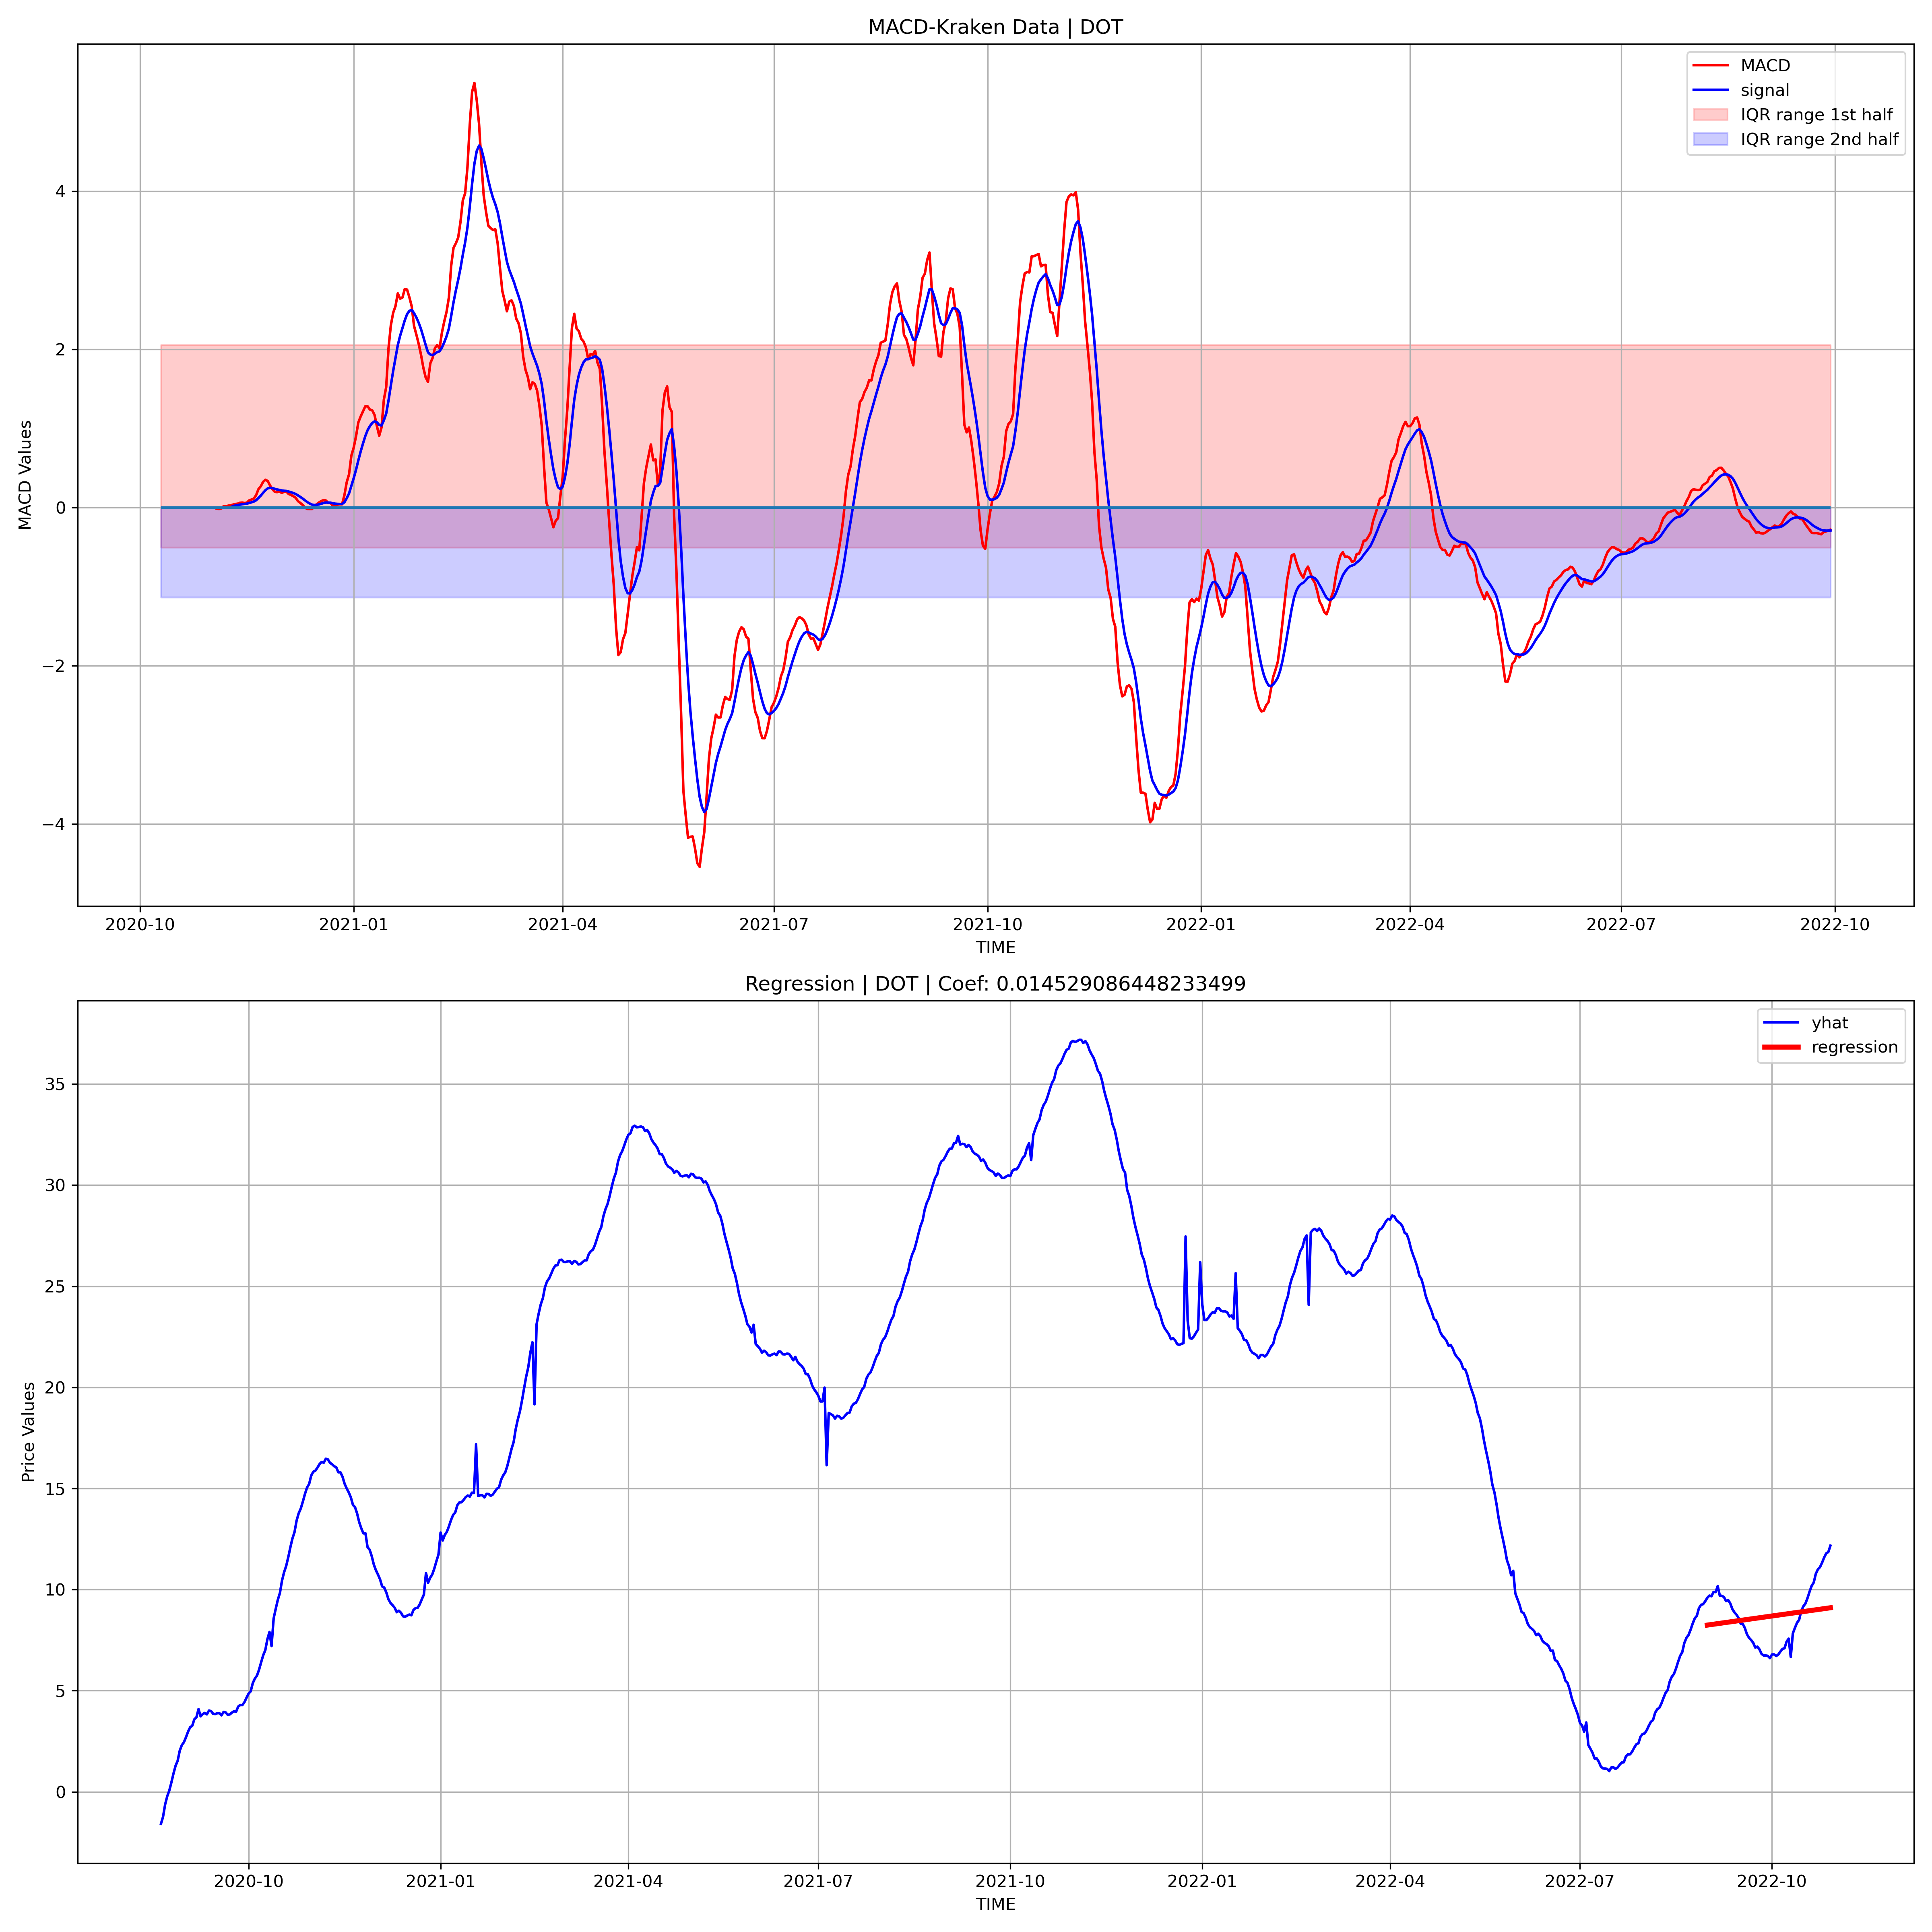 MACD-Kraken Data | DOT
MACD
signal
IQR range 1st half
IQR range 2nd half
4
2
0
−2
−4
MACD Values
2020-10 2021-01 2021-04 2021-07 2021-10 2022-01 2022-04 2022-07 2022-10
TIME
Regression | DOT | Coef: 0.014529086448233499
yhat
regression
35
30
25
20
15
10
5
0
Price Values
2020-10 2021-01 2021-04 2021-07 2021-10 2022-01 2022-04 2022-07 2022-10
TIME